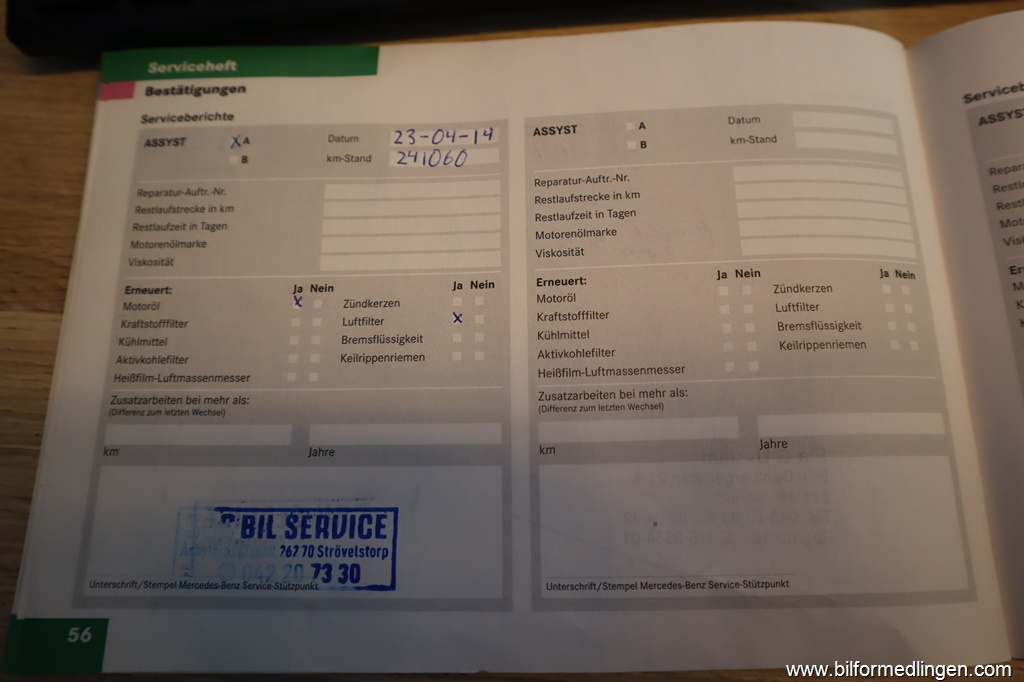 Serviceheft
Bestätigungen
Serviceberichte
ASSYST X A Datum 23-04-14
B km-Stand 241060
Reparatur-Auftr.-Nr.
Restlaufstrecke in km
Restlaufzeit in Tagen
Motorenölmarke
Viskosität
Erneuert: Ja Nein Ja Nein
Motoröl X Zündkerzen
Kraftstofffilter Luftfilter X
Kühlmittel Bremsflüssigkeit
Aktivkohlefilter Keilrippenriemen
Heißfilm-Luftmassenmesser
Zusatzarbeiten bei mehr als:
(Differenz zum letzten Wechsel)
km Jahre
BIL SERVICE
267 70 Strövelstorp
042 20 73 30
Unterschrift/Stempel Mercedes-Benz Service-Stützpunkt
56
ASSYST A Datum
B km-Stand
Reparatur-Auftr.-Nr.
Restlaufstrecke in km
Restlaufzeit in Tagen
Motorenölmarke
Viskosität
Erneuert: Ja Nein Ja Nein
Motoröl Zündkerzen
Kraftstofffilter Luftfilter
Kühlmittel Bremsflüssigkeit
Aktivkohlefilter Keilrippenriemen
Heißfilm-Luftmassenmesser
Zusatzarbeiten bei mehr als:
(Differenz zum letzten Wechsel)
km Jahre
Unterschrift/Stempel Mercedes-Benz Service-Stützpunkt
ASSYST
www.bilformedlingen.com